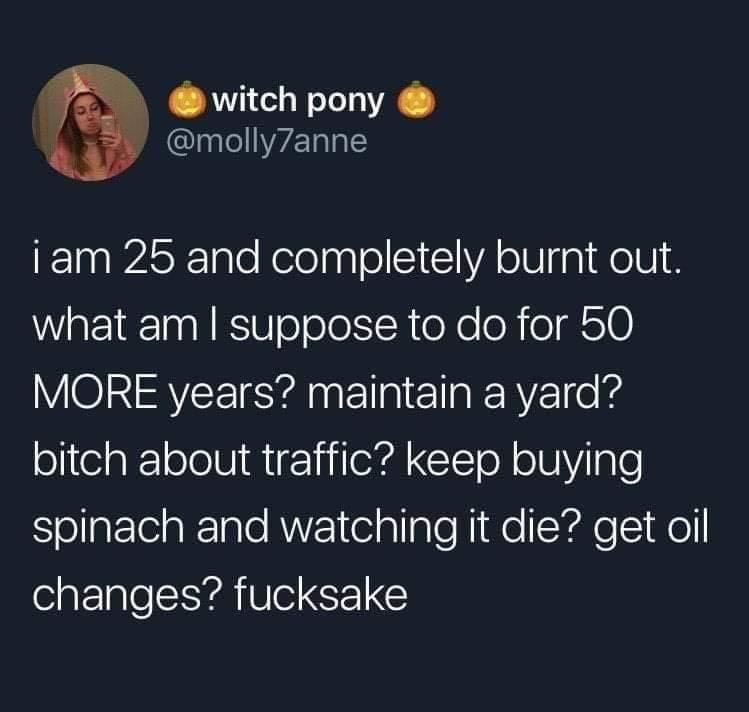 🎃witch pony 🎃
@molly7anne
i am 25 and completely burnt out.
what am I suppose to do for 50
MORE years? maintain a yard?
bitch about traffic? keep buying
spinach and watching it die? get oil
changes? fucksake